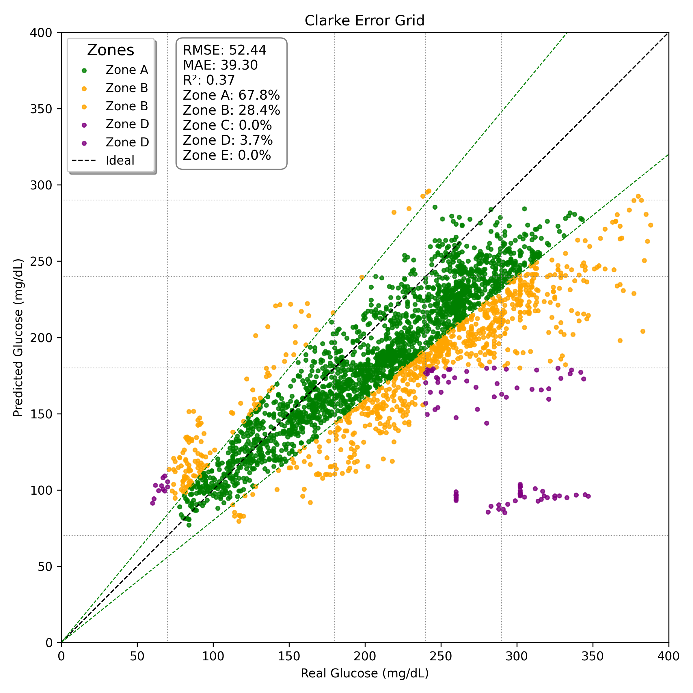 Clarke Error Grid
Zones
Zone A
Zone B
Zone B
Zone D
Zone D
Ideal
RMSE: 52.44
MAE: 39.30
R²: 0.37
Zone A: 67.8%
Zone B: 28.4%
Zone C: 0.0%
Zone D: 3.7%
Zone E: 0.0%
Predicted Glucose (mg/dL)
400
350
300
250
200
150
100
50
0
0 50 100 150 200 250 300 350 400
Real Glucose (mg/dL)